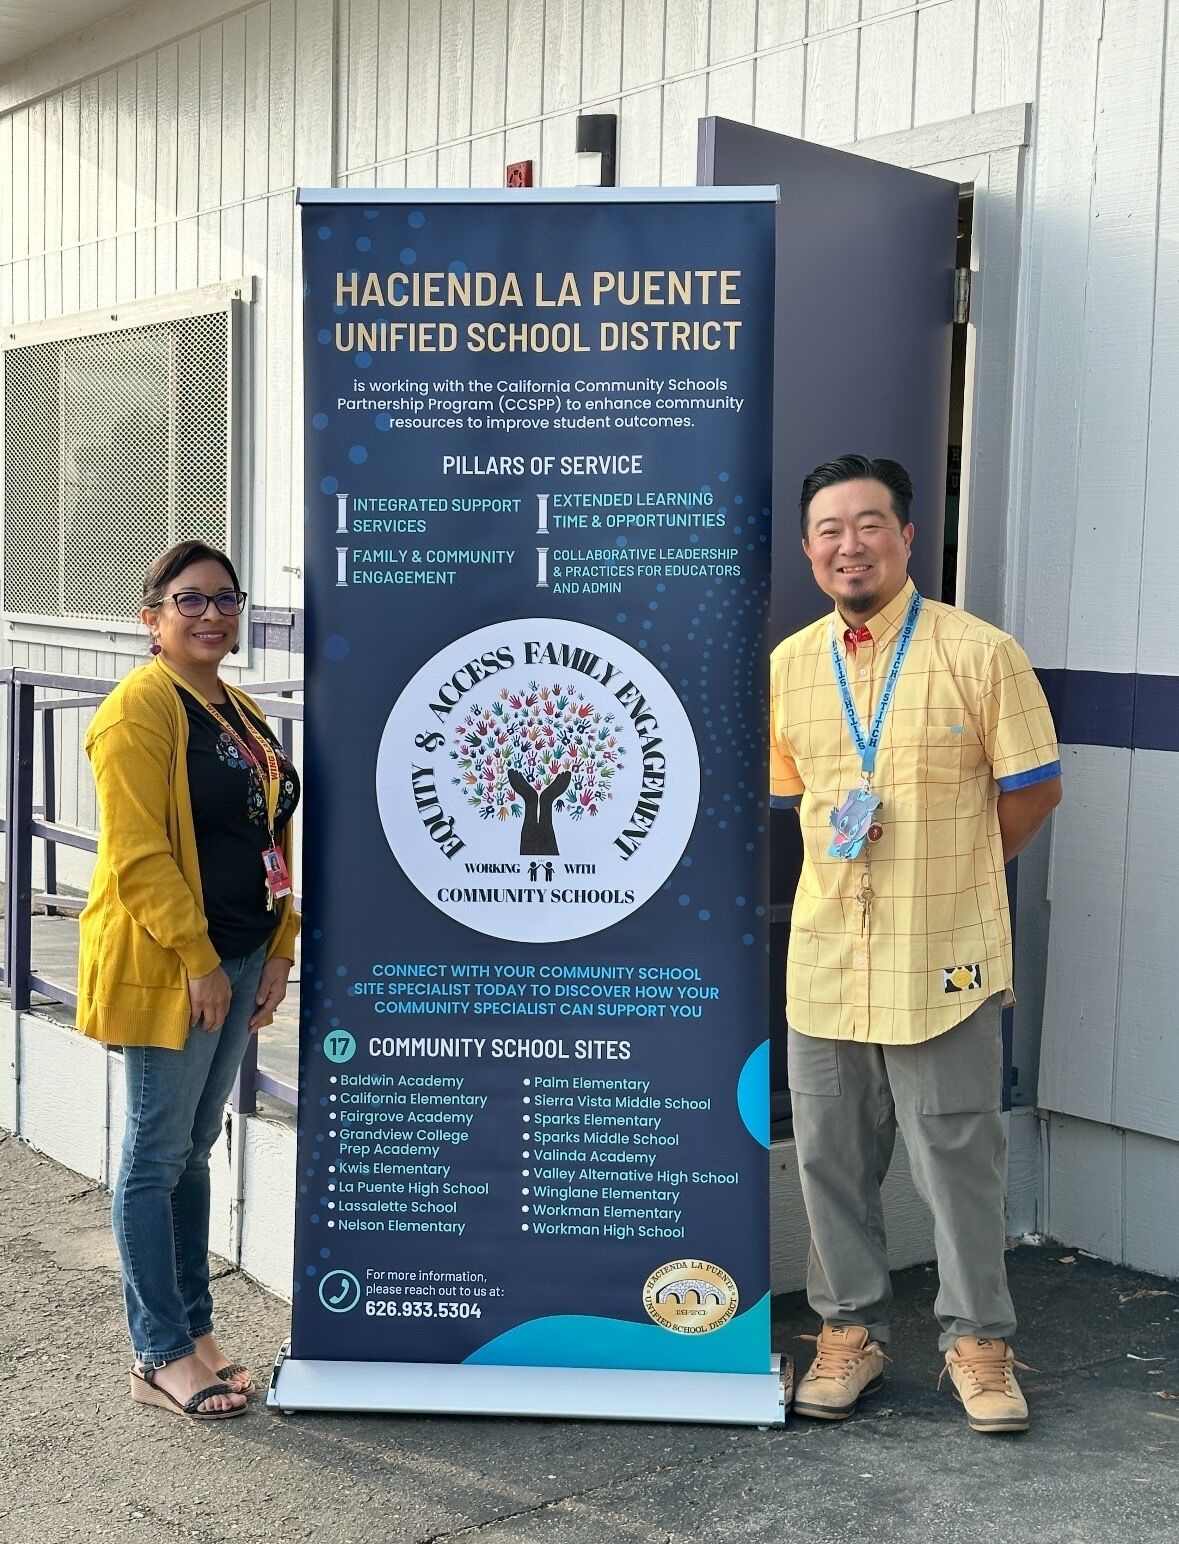 HACIENDA LA PUENTE
UNIFIED SCHOOL DISTRICT
is working with the California Community Schools
Partnership Program (CCSPP) to enhance community
resources to improve student outcomes.
PILLARS OF SERVICE
INTEGRATED SUPPORT
SERVICES
EXTENDED LEARNING
TIME & OPPORTUNITIES
FAMILY & COMMUNITY
ENGAGEMENT
COLLABORATIVE LEADERSHIP
& PRACTICES FOR EDUCATORS
AND ADMIN
EQUITY & ACCESS FAMILY ENGAGEMENT
WORKING WITH
COMMUNITY SCHOOLS
CONNECT WITH YOUR COMMUNITY SCHOOL
SITE SPECIALIST TODAY TO DISCOVER HOW YOUR
COMMUNITY SPECIALIST CAN SUPPORT YOU
17 COMMUNITY SCHOOL SITES
Baldwin Academy
California Elementary
Fairgrove Academy
Grandview College
Prep Academy
Kwis Elementary
La Puente High School
Lassalette School
Nelson Elementary
Palm Elementary
Sierra Vista Middle School
Sparks Elementary
Sparks Middle School
Valinda Academy
Valley Alternative High School
Winglane Elementary
Workman Elementary
Workman High School
For more information,
please reach out to us at:
626.933.5304
HACIENDA LA PUENTE
UNIFIED SCHOOL DISTRICT
1970
STITCH
STITCH
WING